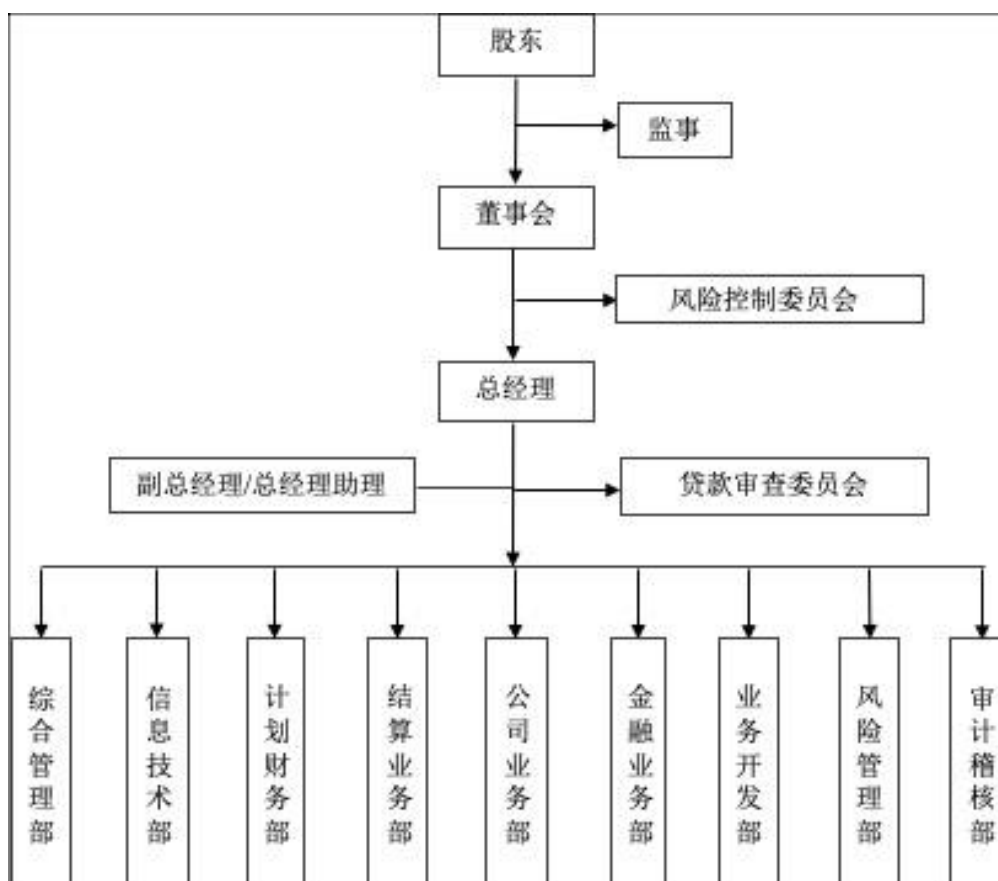 股东
监事
董事会
风险控制委员会
总经理
副总经理/总经理助理
贷款审查委员会
综合管理部
信息技术部
计划财务部
结算业务部
公司业务部
金融业务部
业务开发部
风险管理部
审计稽核部